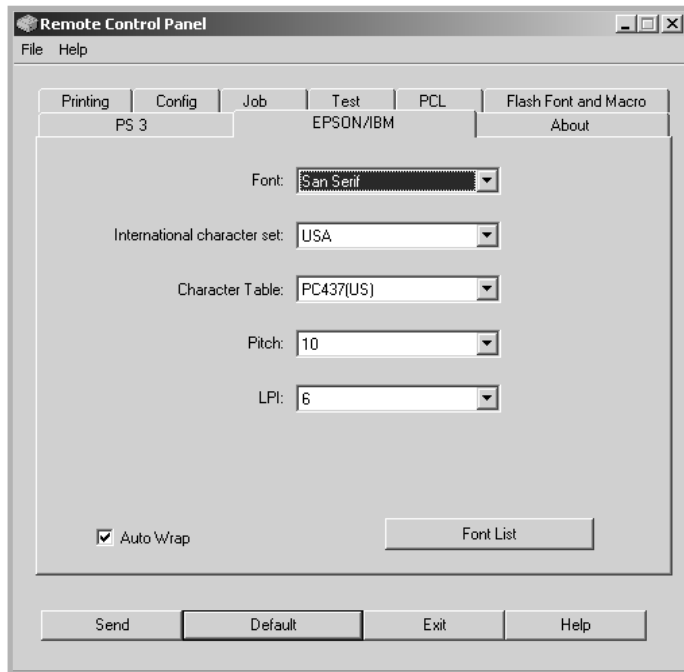 Remote Control Panel
File Help
Printing Config Job Test PCL Flash Font and Macro
PS 3 EPSON/IBM About
Font: San Serif
International character set: USA
Character Table: PC437(US)
Pitch: 10
LPI: 6
Auto Wrap Font List
Send Default Exit Help